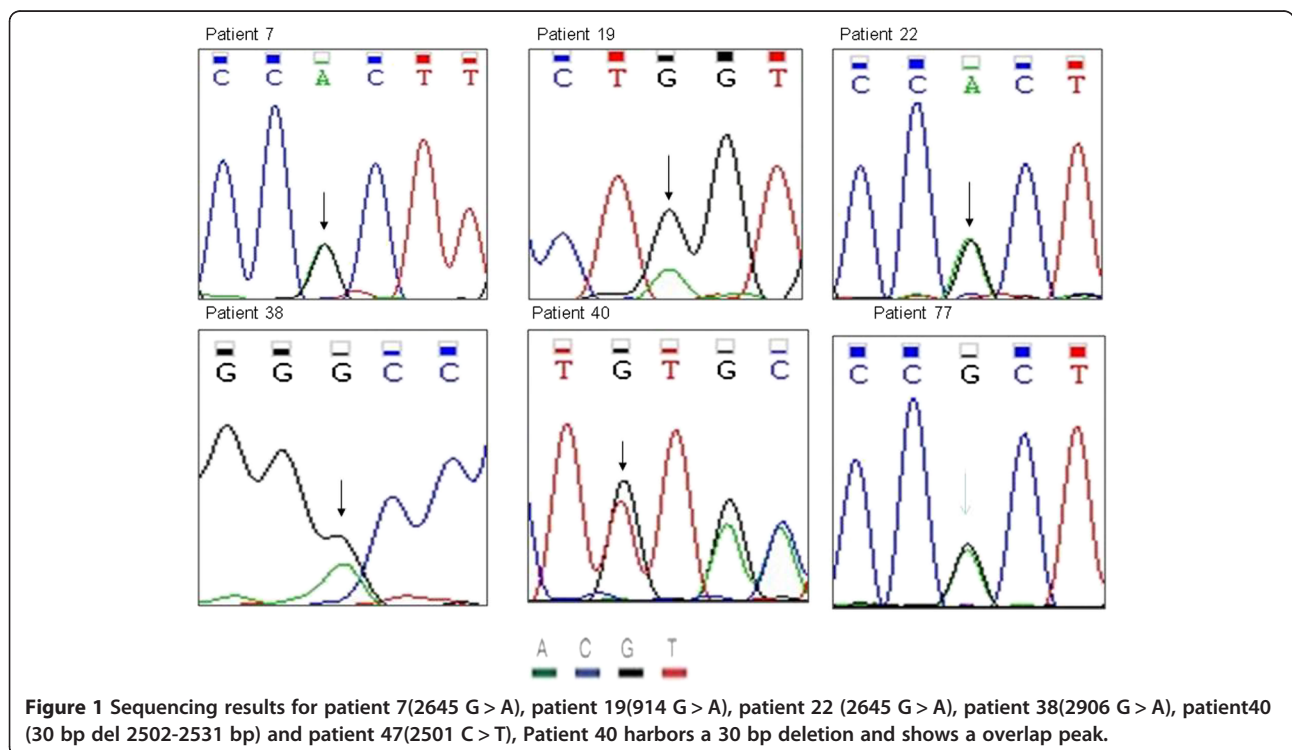 Patient 7 Patient 19 Patient 22
C C A C T T C T G G T C C A C T
Patient 38 Patient 40 Patient 77
G G G C C T G T G C C C G C T
A C G T
Figure 1 Sequencing results for patient 7(2645 G > A), patient 19(914 G > A), patient 22 (2645 G > A), patient 38(2906 G > A), patient40
(30 bp del 2502-2531 bp) and patient 47(2501 C > T), Patient 40 harbors a 30 bp deletion and shows a overlap peak.